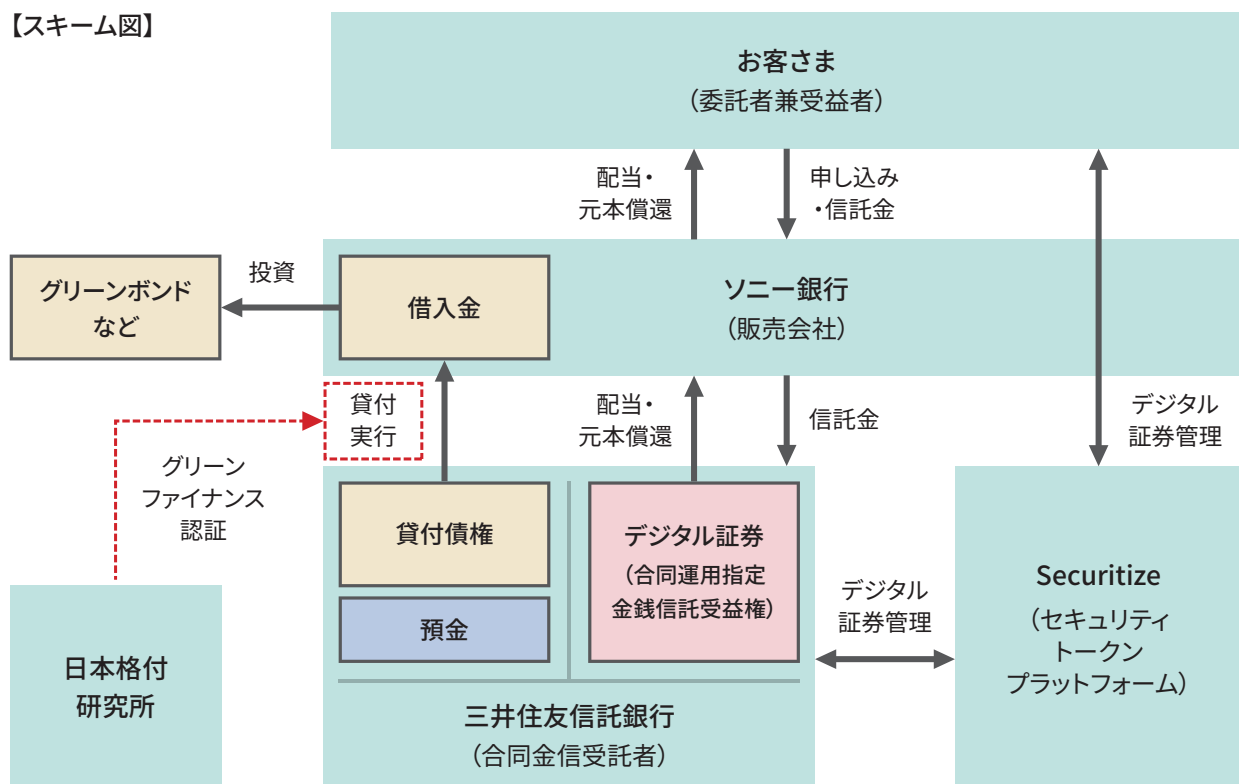 【スキーム図】
お客さま
（委託者兼受益者）
配当・
元本償還
申し込み
・信託金
グリーンボンド
など
投資
借入金
ソニー銀行
（販売会社）
貸付
実行
配当・
元本償還
信託金
デジタル
証券管理
グリーン
ファイナンス
認証
貸付債権
預金
デジタル証券
（合同運用指定
金銭信託受益権）
デジタル
証券管理
Securitize
（セキュリティ
トークン
プラットフォーム）
日本格付
研究所
三井住友信託銀行
（合同金信受託者）